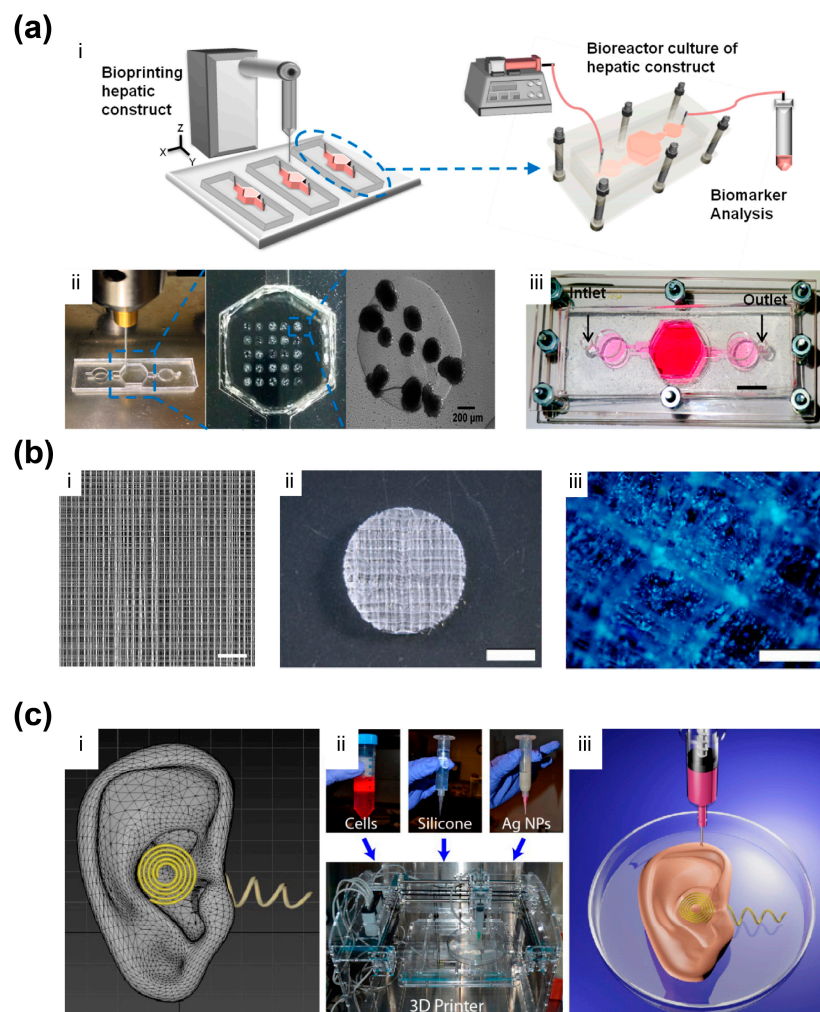 (a)
i
Bioprinting
hepatic
construct
Z
X
Y
Bioreactor culture of
hepatic construct
Biomarker
Analysis
ii
200 µm
iii
Inlet
Outlet
(b)
i
ii
iii
(c)
i
ii
Cells
Silicone
Ag NPs
3D Printer
iii